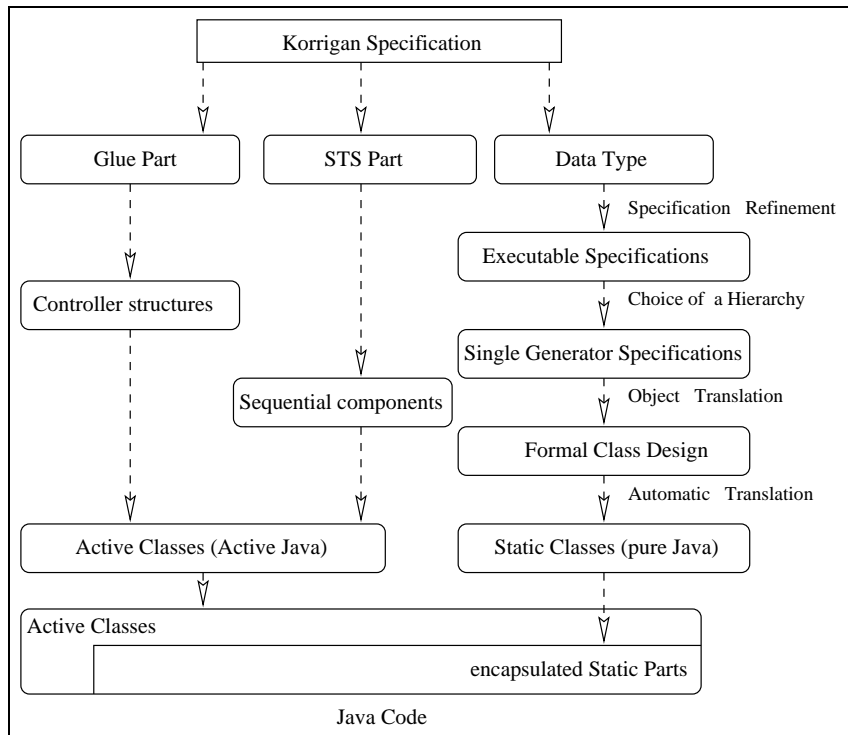 Korrigan Specification
Glue Part
STS Part
Data Type
Specification Refinement
Executable Specifications
Choice of a Hierarchy
Controller structures
Single Generator Specifications
Object Translation
Sequential components
Formal Class Design
Automatic Translation
Active Classes (Active Java)
Static Classes (pure Java)
Active Classes
encapsulated Static Parts
Java Code